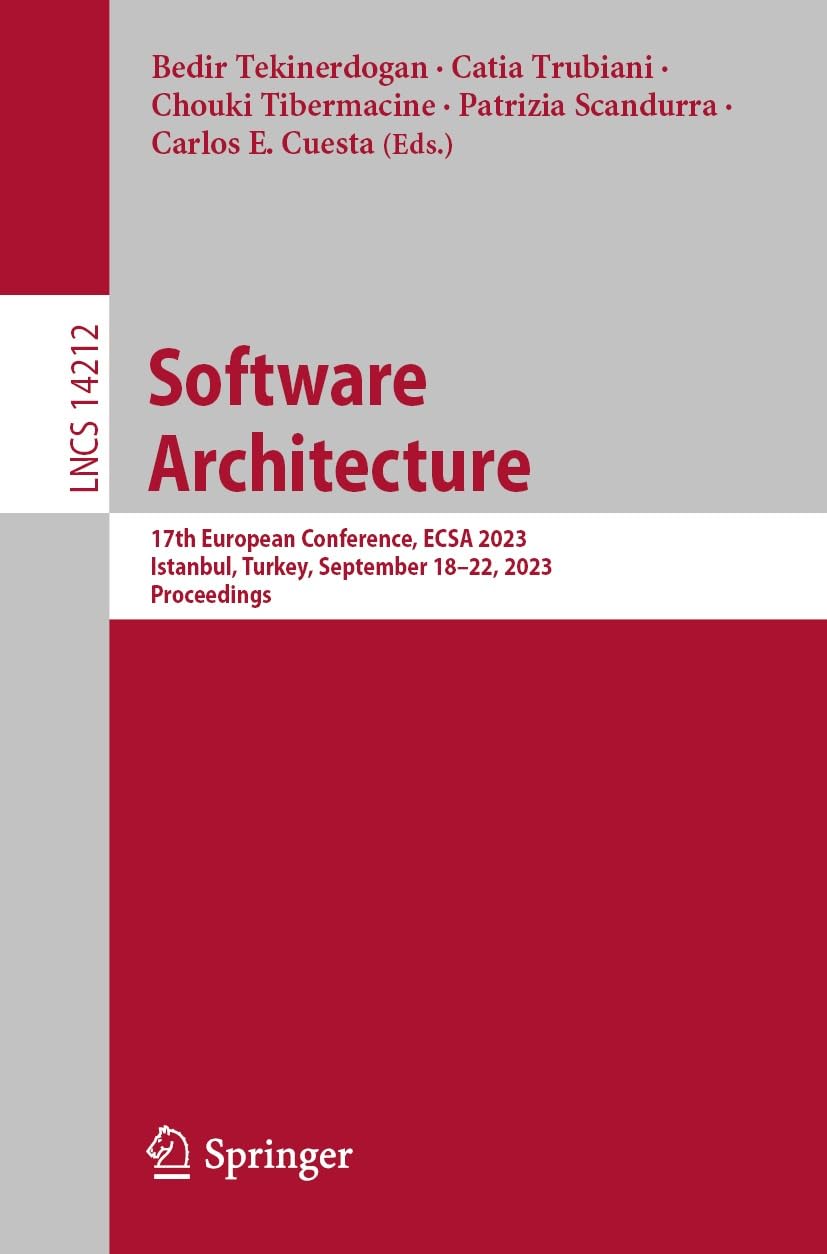 Bedir Tekinerdogan · Catia Trubiani ·
Chouki Tibermacine · Patrizia Scandurra ·
Carlos E. Cuesta (Eds.)
LNCS 14212
Software
Architecture
17th European Conference, ECSA 2023
Istanbul, Turkey, September 18–22, 2023
Proceedings
Springer